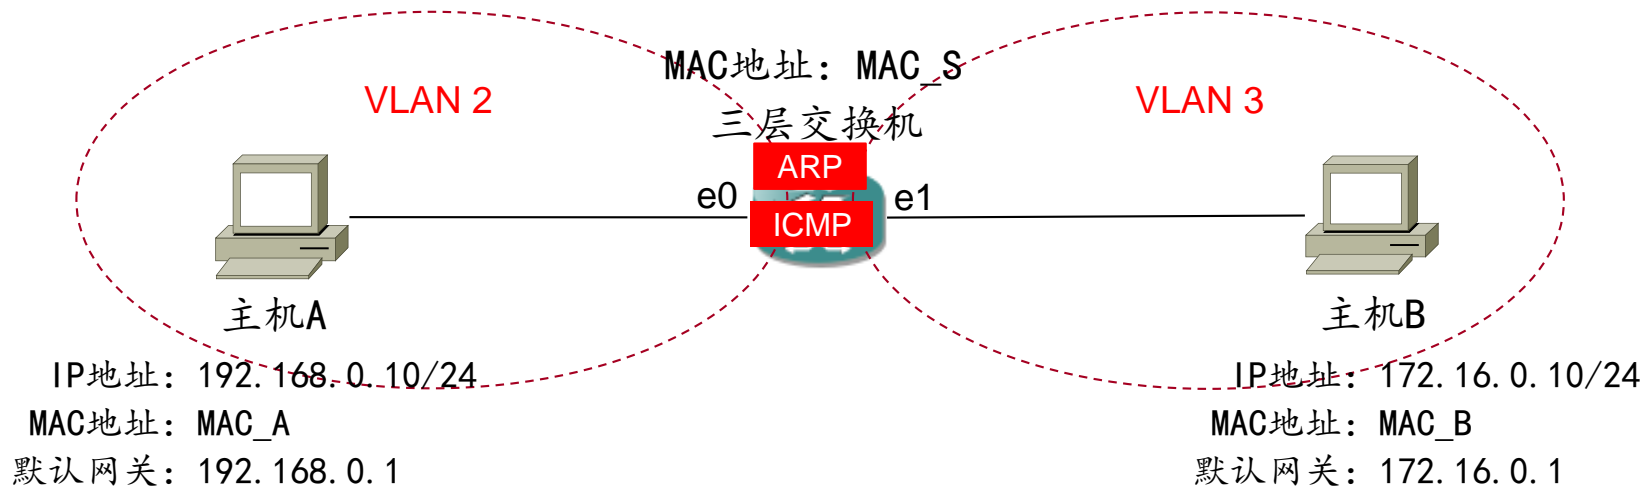 MAC地址：MAC_S
VLAN 2
VLAN 3
三层交换机
ARP
e0
e1
ICMP
主机A
主机B
IP地址：192.168.0.10/24
MAC地址：MAC_A
默认网关：192.168.0.1
IP地址：172.16.0.10/24
MAC地址：MAC_B
默认网关：172.16.0.1